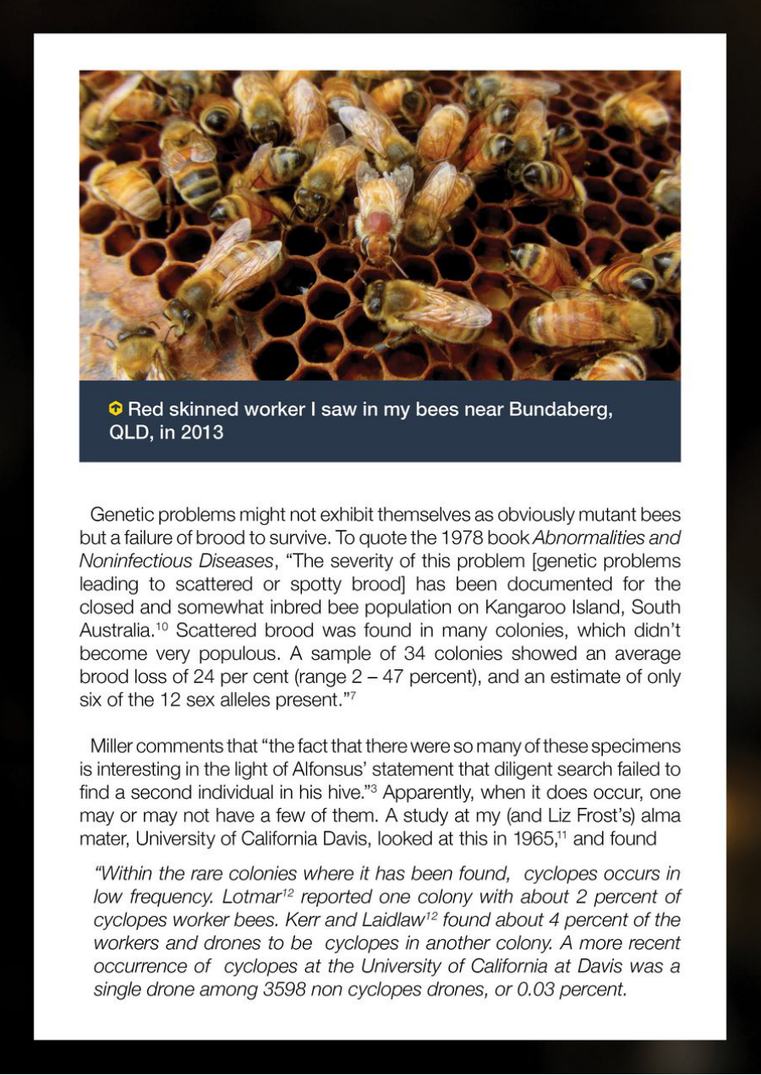 Red skinned worker I saw in my bees near Bundaberg,
QLD, in 2013
Genetic problems might not exhibit themselves as obviously mutant bees
but a failure of brood to survive. To quote the 1978 book Abnormalities and
Noninfectious Diseases, “The severity of this problem [genetic problems
leading to scattered or spotty brood] has been documented for the
closed and somewhat inbred bee population on Kangaroo Island, South
Australia.¹⁰ Scattered brood was found in many colonies, which didn’t
become very populous. A sample of 34 colonies showed an average
brood loss of 24 per cent (range 2 – 47 percent), and an estimate of only
six of the 12 sex alleles present.”⁷
Miller comments that “the fact that there were so many of these specimens
is interesting in the light of Alfonsus’ statement that diligent search failed to
find a second individual in his hive.”³ Apparently, when it does occur, one
may or may not have a few of them. A study at my (and Liz Frost’s) alma
mater, University of California Davis, looked at this in 1965,¹¹ and found
“Within the rare colonies where it has been found, cyclopes occurs in
low frequency. Lotmar¹² reported one colony with about 2 percent of
cyclopes worker bees. Kerr and Laidlaw¹² found about 4 percent of the
workers and drones to be cyclopes in another colony. A more recent
occurrence of cyclopes at the University of California at Davis was a
single drone among 3598 non cyclopes drones, or 0.03 percent.